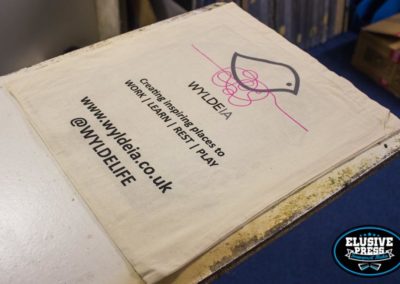 WYLDEIA
Creating inspiring places to
WORK | LEARN | REST | PLAY
www.wyldeia.co.uk
@WYLDELIFE
ELUSIVE
PRESS